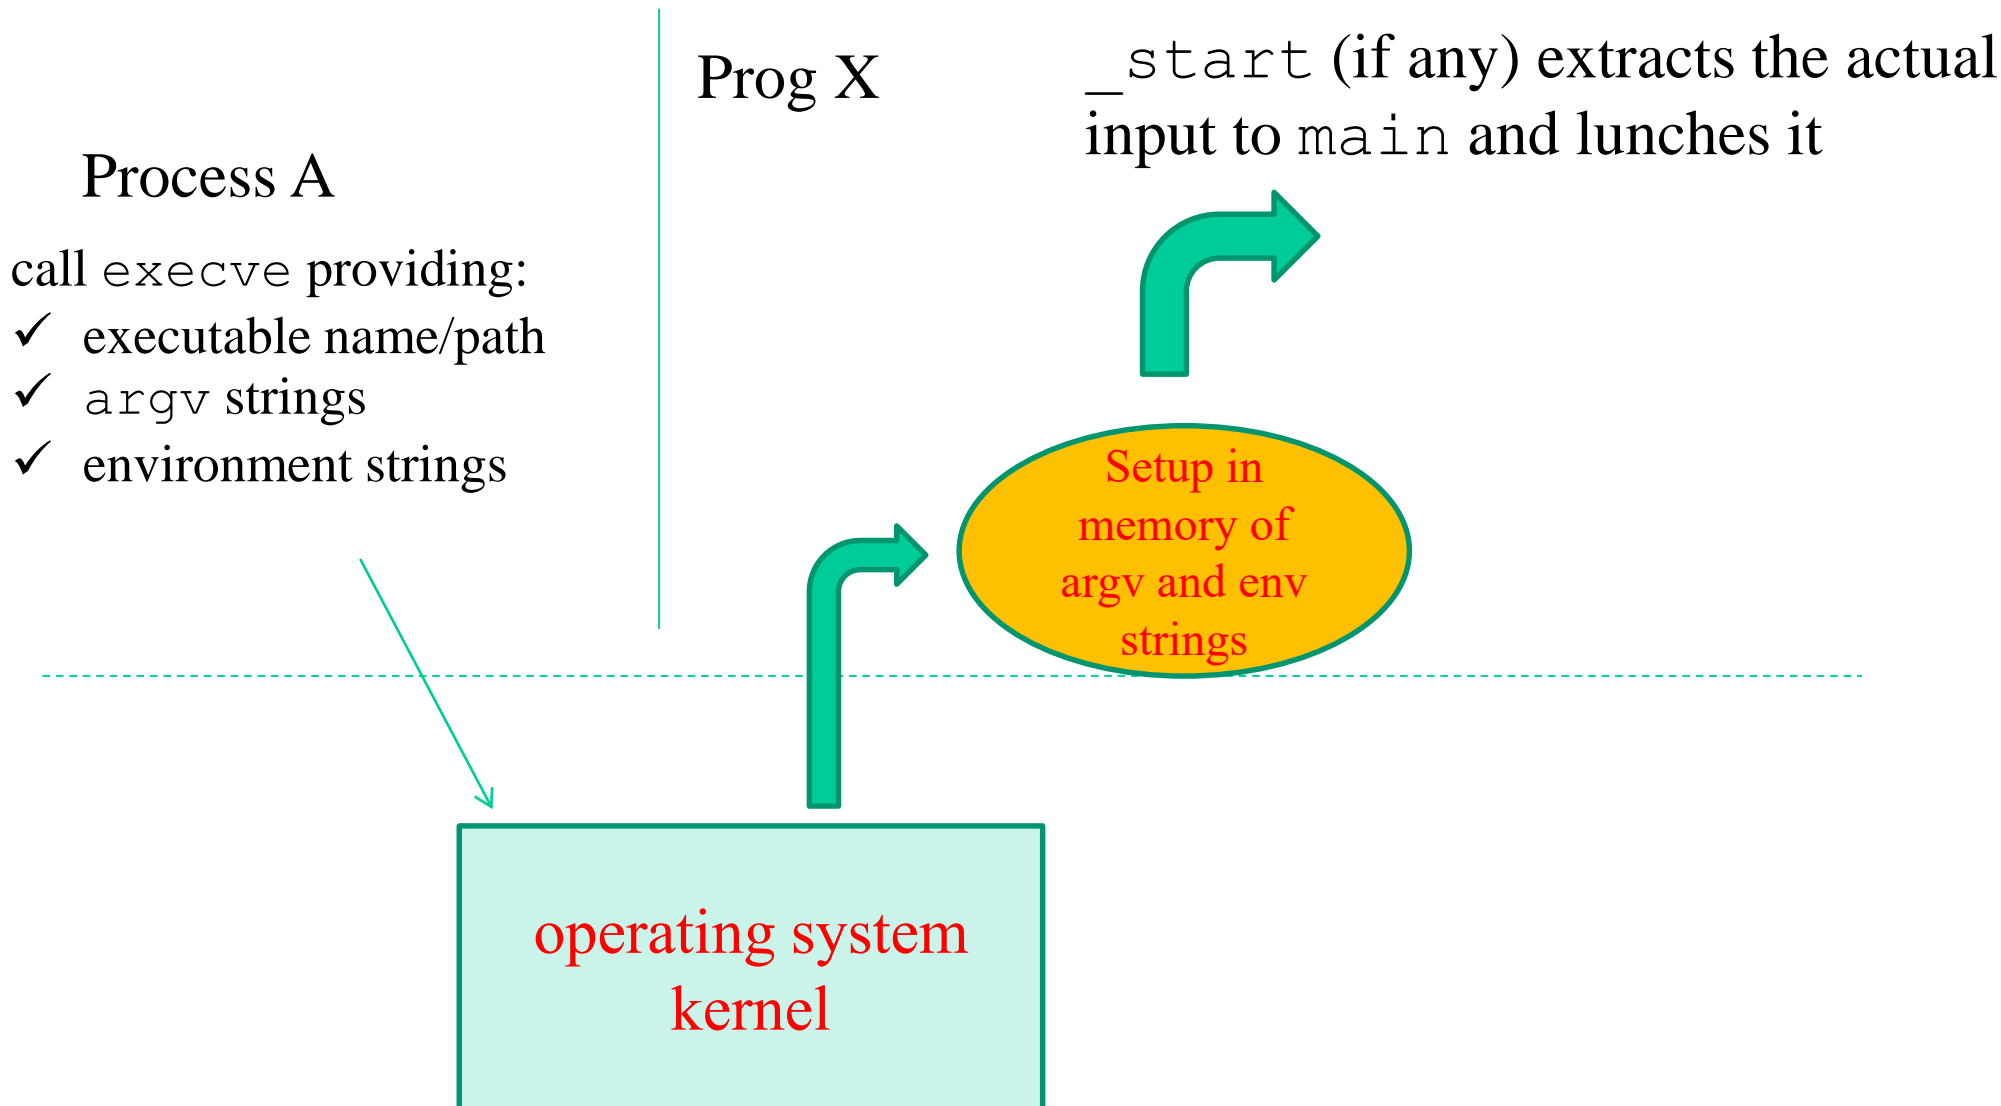 Process A
call execve providing:
✓ executable name/path
✓ argv strings
✓ environment strings
Prog X
_start (if any) extracts the actual
input to main and lunches it
Setup in
memory of
argv and env
strings
operating system
kernel